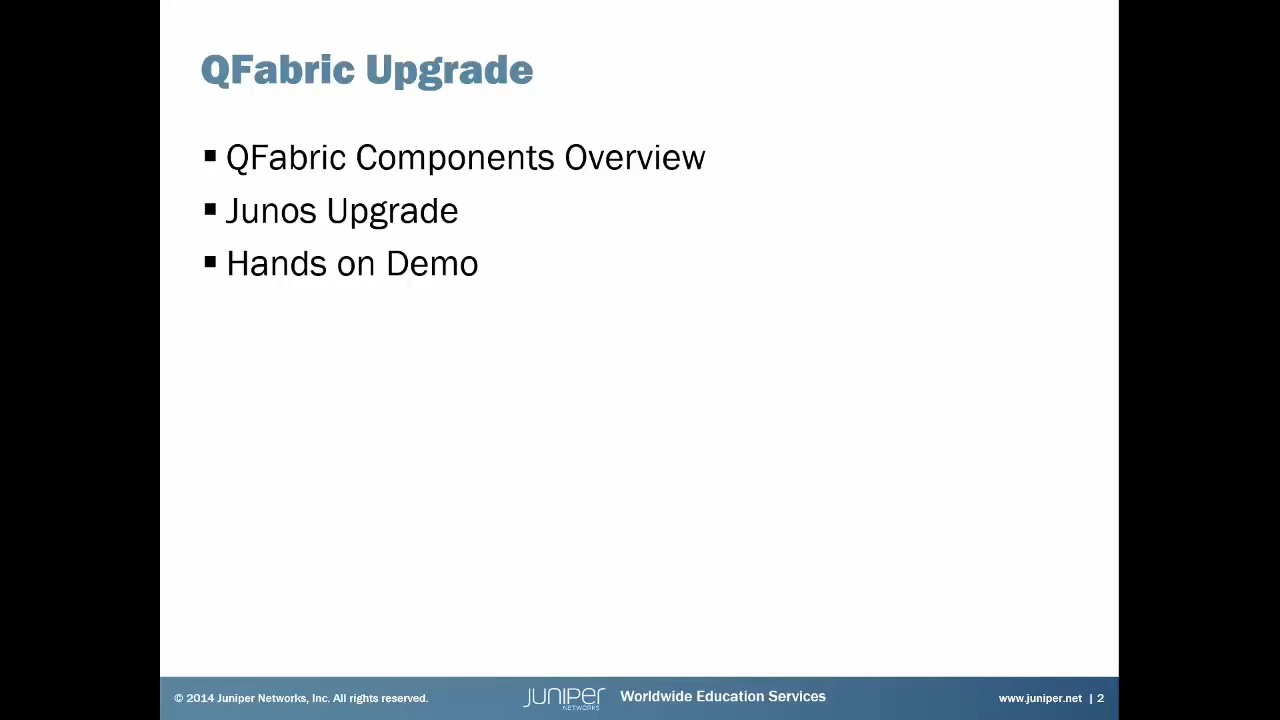 QFabric Upgrade
▪ QFabric Components Overview
▪ Junos Upgrade
▪ Hands on Demo
© 2014 Juniper Networks, Inc. All rights reserved.
JUNIPER
NETWORKS
Worldwide Education Services
www.juniper.net | 2